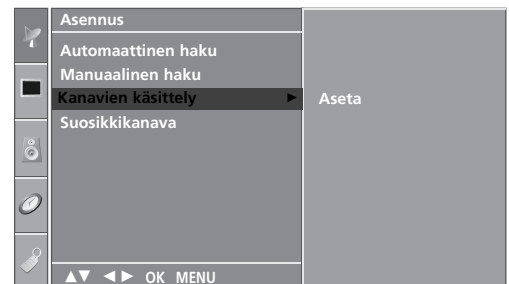 Asennus
Automaattinen haku
Manuaalinen haku
Kanavien käsittely ► Aseta
Suosikkikanava
▲▼ ◄► OK MENU